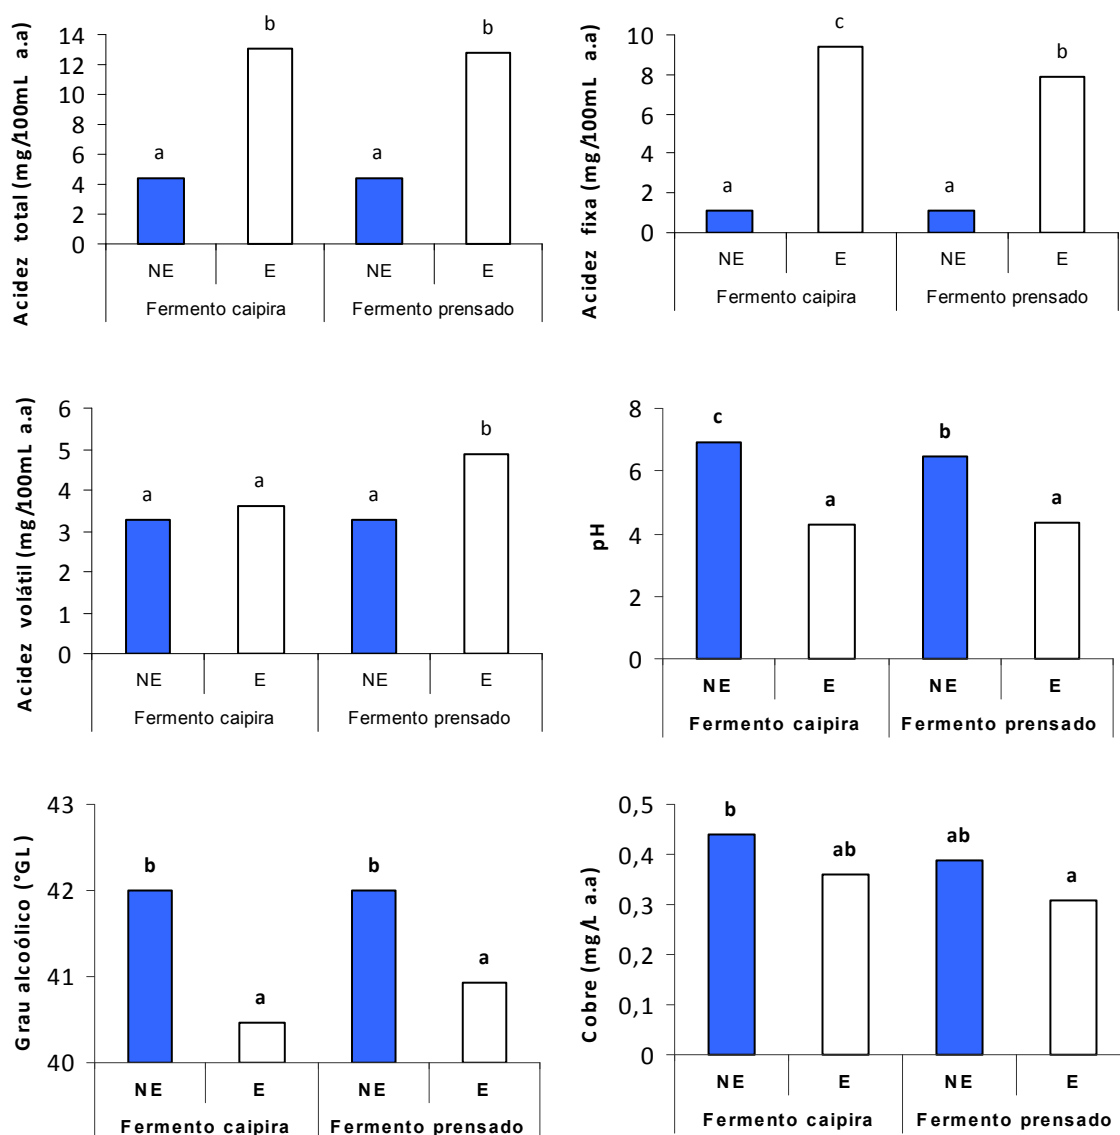 Acidez total (mg/100mL a.a)
14
12
10
8
6
4
2
0
a
b
a
b
NE E NE E
Fermento caipira Fermento prensado
Acidez fixa (mg/100mL a.a)
10
8
6
4
2
0
a
c
a
b
NE E NE E
Fermento caipira Fermento prensado
Acidez volátil (mg/100mL a.a)
6
5
4
3
2
1
0
a
a
a
b
NE E NE E
Fermento caipira Fermento prensado
pH
8
6
4
2
0
c
a
b
a
NE E NE E
Fermento caipira Fermento prensado
Grau alcoólico (°GL)
43
42
41
40
b
a
b
a
NE E NE E
Fermento caipira Fermento prensado
Cobre (mg/L a.a)
0,5
0,4
0,3
0,2
0,1
0
b
ab
ab
a
NE E NE E
Fermento caipira Fermento prensado